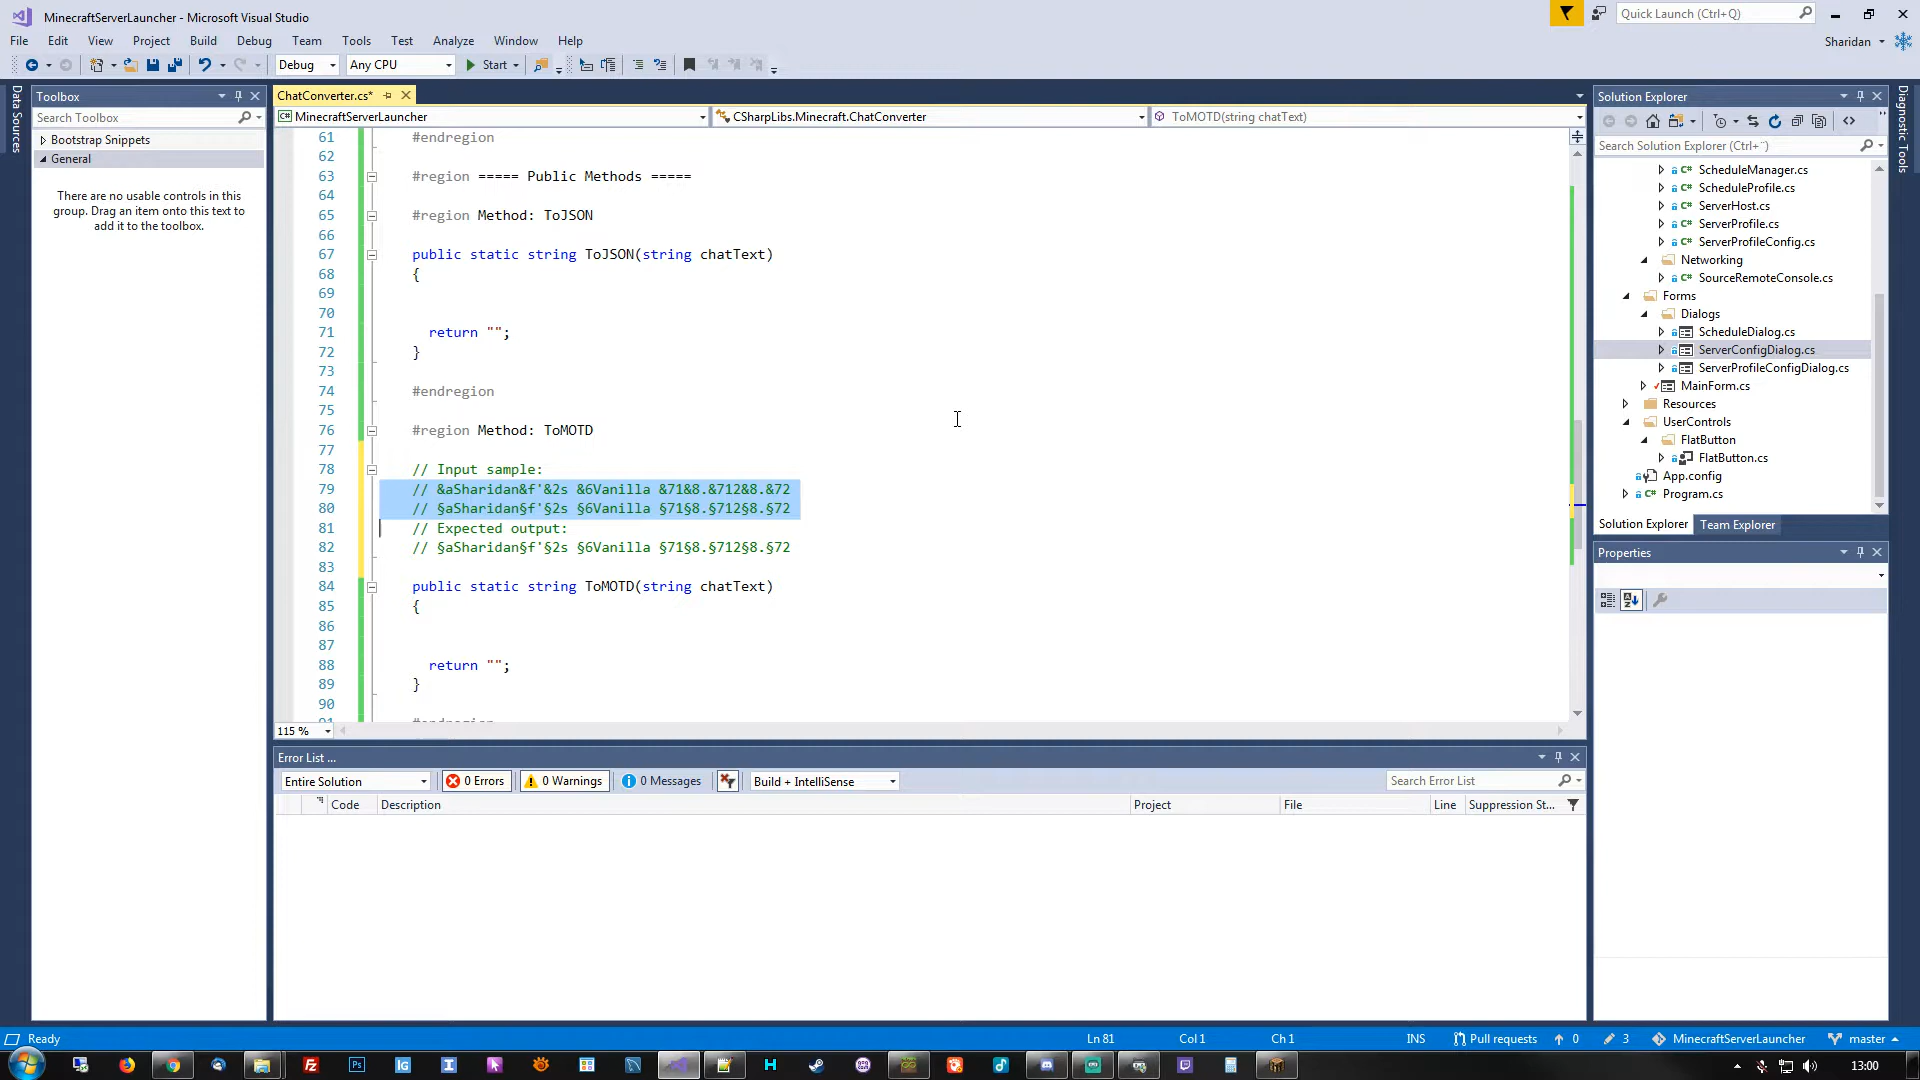 MinecraftServerLauncher - Microsoft Visual Studio
Quick Launch (Ctrl+Q)
File Edit View Project Build Debug Team Tools Test Analyze Window Help
Sharidan
Debug Any CPU Start
Data Sources
Toolbox
Search Toolbox
Bootstrap Snippets
General
There are no usable controls in this
group. Drag an item onto this text to
add it to the toolbox.
ChatConverter.cs*
MinecraftServerLauncher CSharpLibs.Minecraft.ChatConverter ToMOTD(string chatText)
61 #endregion
62
63 #region ===== Public Methods =====
64
65 #region Method: ToJSON
66
67 public static string ToJSON(string chatText)
68 {
69
70
71 return "";
72 }
73
74 #endregion
75
76 #region Method: ToMOTD
77
78 // Input sample:
79 // &aSharidan&f'&2s &6Vanilla &71&8.&712&8.&72
80 // §aSharidan§f'§2s §6Vanilla §71§8.§712§8.§72
81 // Expected output:
82 // §aSharidan§f'§2s §6Vanilla §71§8.§712§8.§72
83
84 public static string ToMOTD(string chatText)
85 {
86
87
88 return "";
89 }
90
91 #endregion
115 %
Error List ...
Entire Solution 0 Errors 0 Warnings 0 Messages Build + IntelliSense Search Error List
Code Description Project File Line Suppression St...
Solution Explorer
Search Solution Explorer (Ctrl+¨)
ScheduleManager.cs
ScheduleProfile.cs
ServerHost.cs
ServerProfile.cs
ServerProfileConfig.cs
Networking
SourceRemoteConsole.cs
Forms
Dialogs
ScheduleDialog.cs
ServerConfigDialog.cs
ServerProfileConfigDialog.cs
MainForm.cs
Resources
UserControls
FlatButton
FlatButton.cs
App.config
Program.cs
Solution Explorer Team Explorer
Properties
Diagnostic Tools
Ready Ln 81 Col 1 Ch 1 INS Pull requests 0 3 MinecraftServerLauncher master
13:00